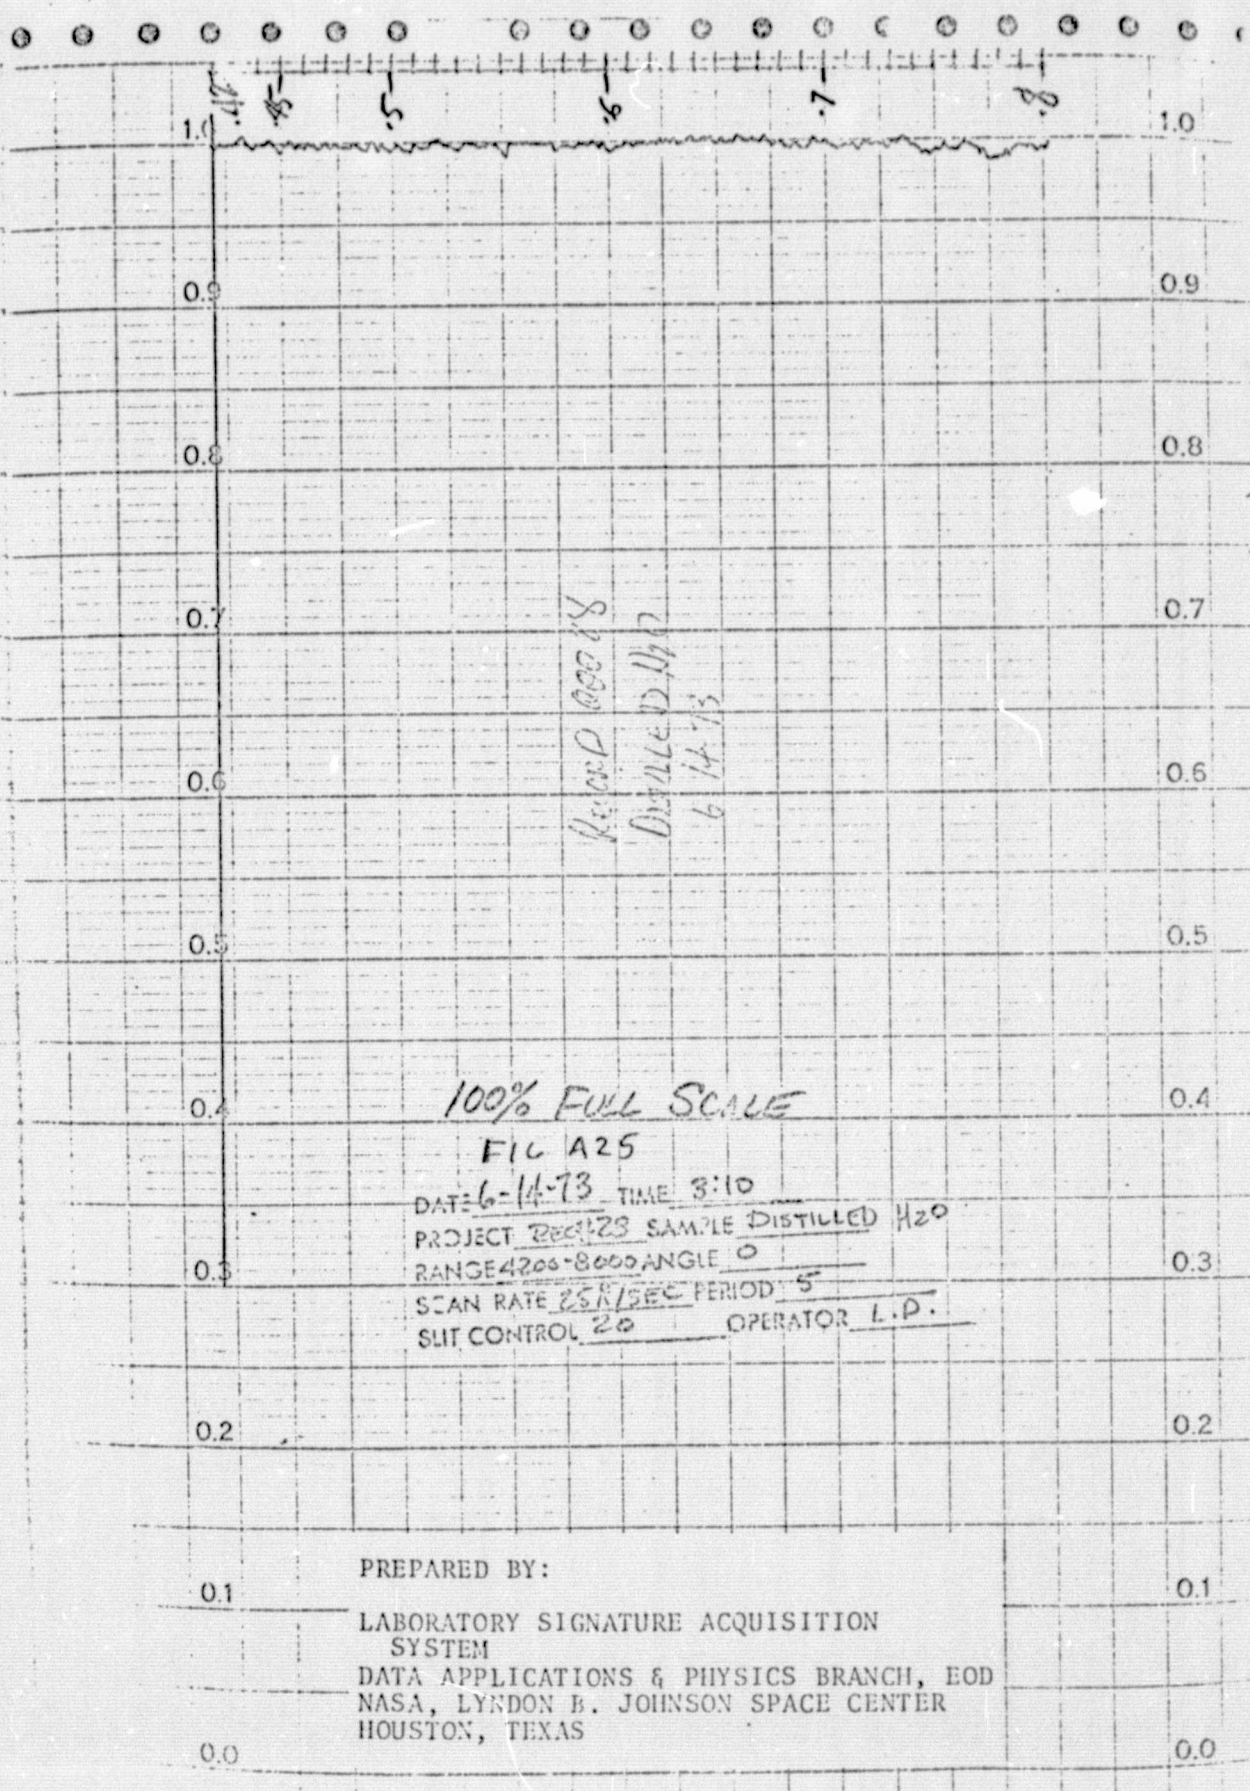 .42 .45 .5 .6 .7 .8
1.0 1.0
0.9 0.9
0.8 0.8
0.7 0.7
0.6 0.6
0.5 0.5
0.4 0.4
0.3 0.3
0.2 0.2
0.1 0.1
0.0 0.0
RECORD
DISTILLED H2O
6 14 73
100% FULL SCALE
FIG A25
DATE 6-14-73 TIME 3:10
PROJECT SAMPLE DISTILLED H2O
RANGE 4200-8000 ANGLE 0
SCAN RATE 25Å/SEC PERIOD 5
SLIT CONTROL 20 OPERATOR L.P.
PREPARED BY:
LABORATORY SIGNATURE ACQUISITION
SYSTEM
DATA APPLICATIONS & PHYSICS BRANCH, EOD
NASA, LYNDON B. JOHNSON SPACE CENTER
HOUSTON, TEXAS